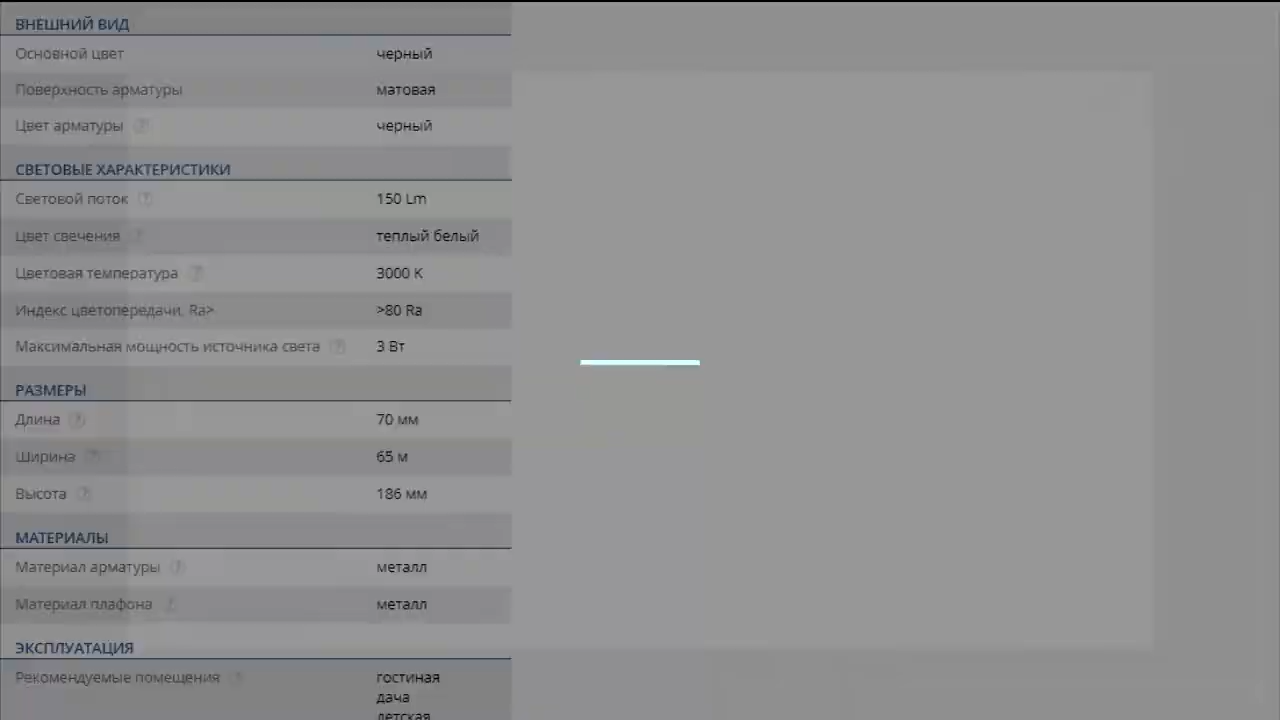 ВНЕШНИЙ ВИД
Основной цвет черный
Поверхность арматуры матовая
Цвет арматуры ? черный
СВЕТОВЫЕ ХАРАКТЕРИСТИКИ
Световой поток ? 150 Lm
Цвет свечения ? теплый белый
Цветовая температура ? 3000 K
Индекс цветопередачи, Ra> >80 Ra
Максимальная мощность источника света ? 3 Вт
РАЗМЕРЫ
Длина ? 70 мм
Ширина ? 65 м
Высота ? 186 мм
МАТЕРИАЛЫ
Материал арматуры ? металл
Материал плафона ? металл
ЭКСПЛУАТАЦИЯ
Рекомендуемые помещения ? гостиная
дача
детская